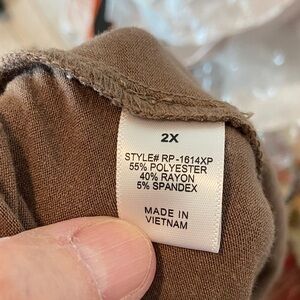 2X
STYLE# RP-1614XP
55% POLYESTER
40% RAYON
5% SPANDEX
MADE IN
VIETNAM